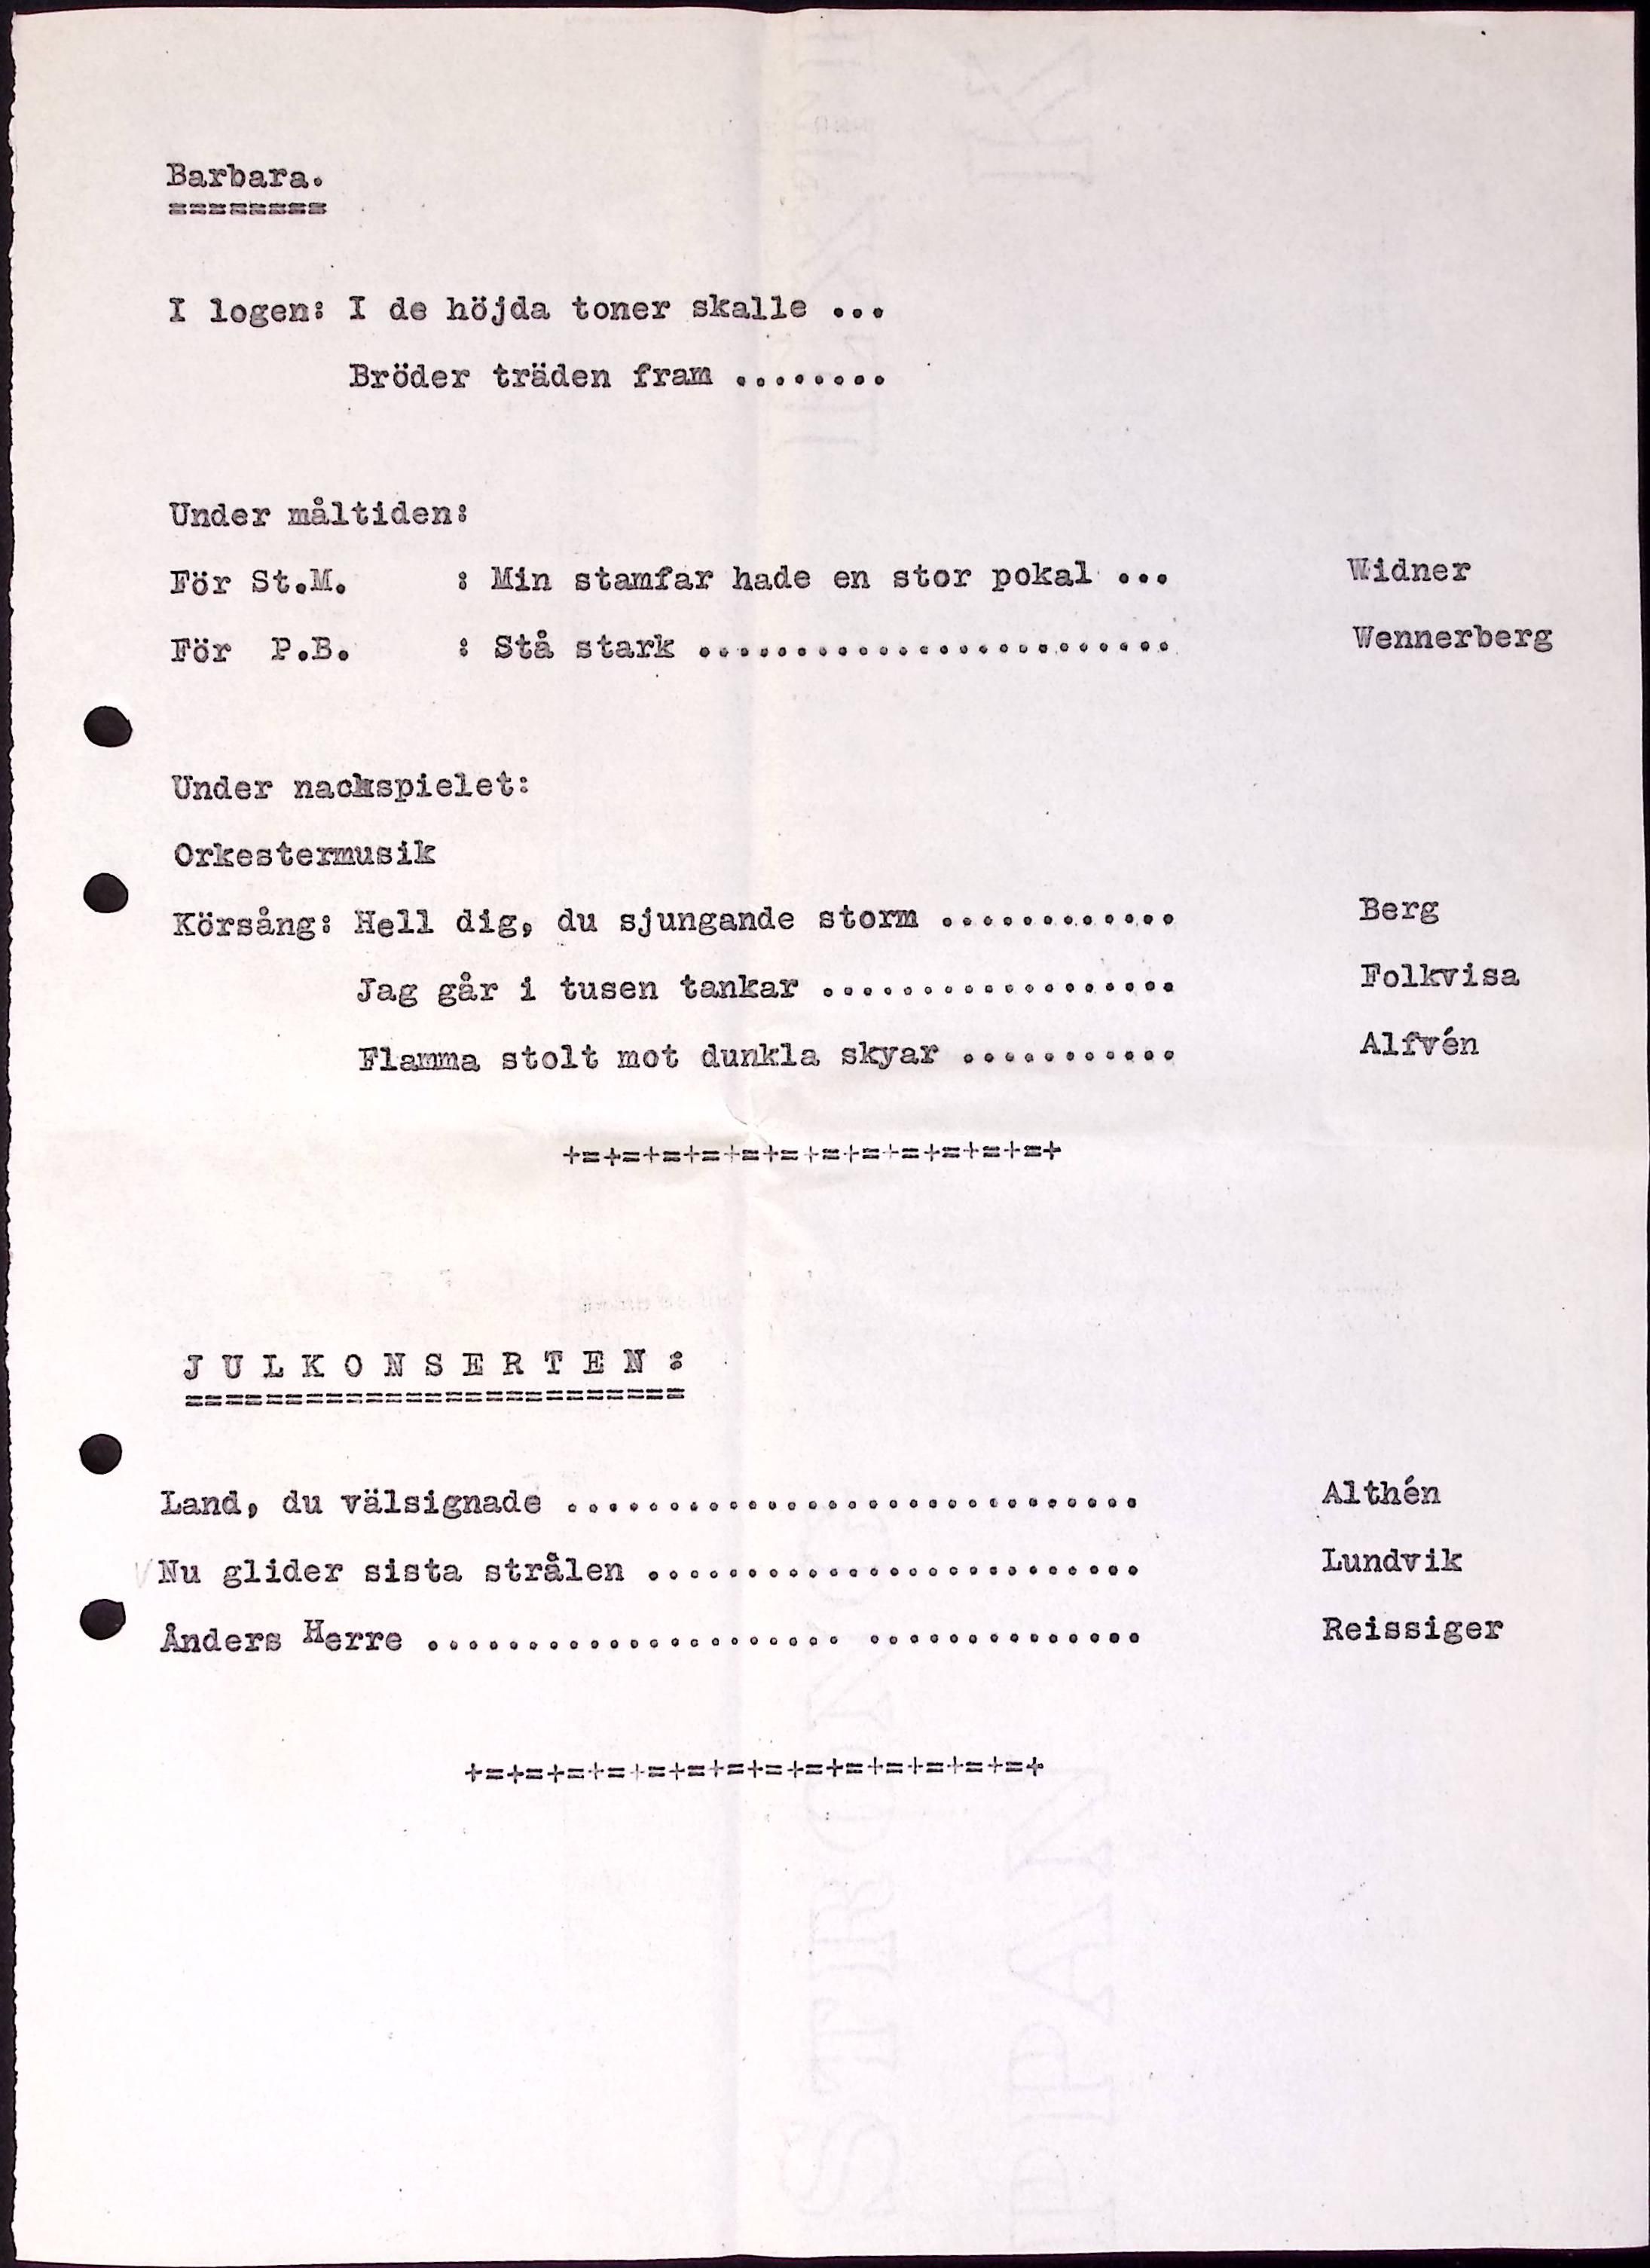 Barbara.
========
I logen: I de höjda toner skalle ...
Bröder träden fram ........
Under måltiden:
För St.M. : Min stamfar hade en stor pokal ... Widner
För P.B. : Stå stark ........................ Wennerberg
Under nackspielet:
Orkestermusik
Körsång: Hell dig, du sjungande storm ............ Berg
Jag går i tusen tankar .................. Folkvisa
Flamma stolt mot dunkla skyar ........... Alfvén
+=+=+=+=+=+=+=+=+=+=+=+=+
J U L K O N S E R T E N :
=========================
Land, du välsignade ............................. Althén
Nu glider sista strålen ......................... Lundvik
Ånders Herre ..................... .............. Reissiger
+=+=+=+=+=+=+=+=+=+=+=+=+=+=+